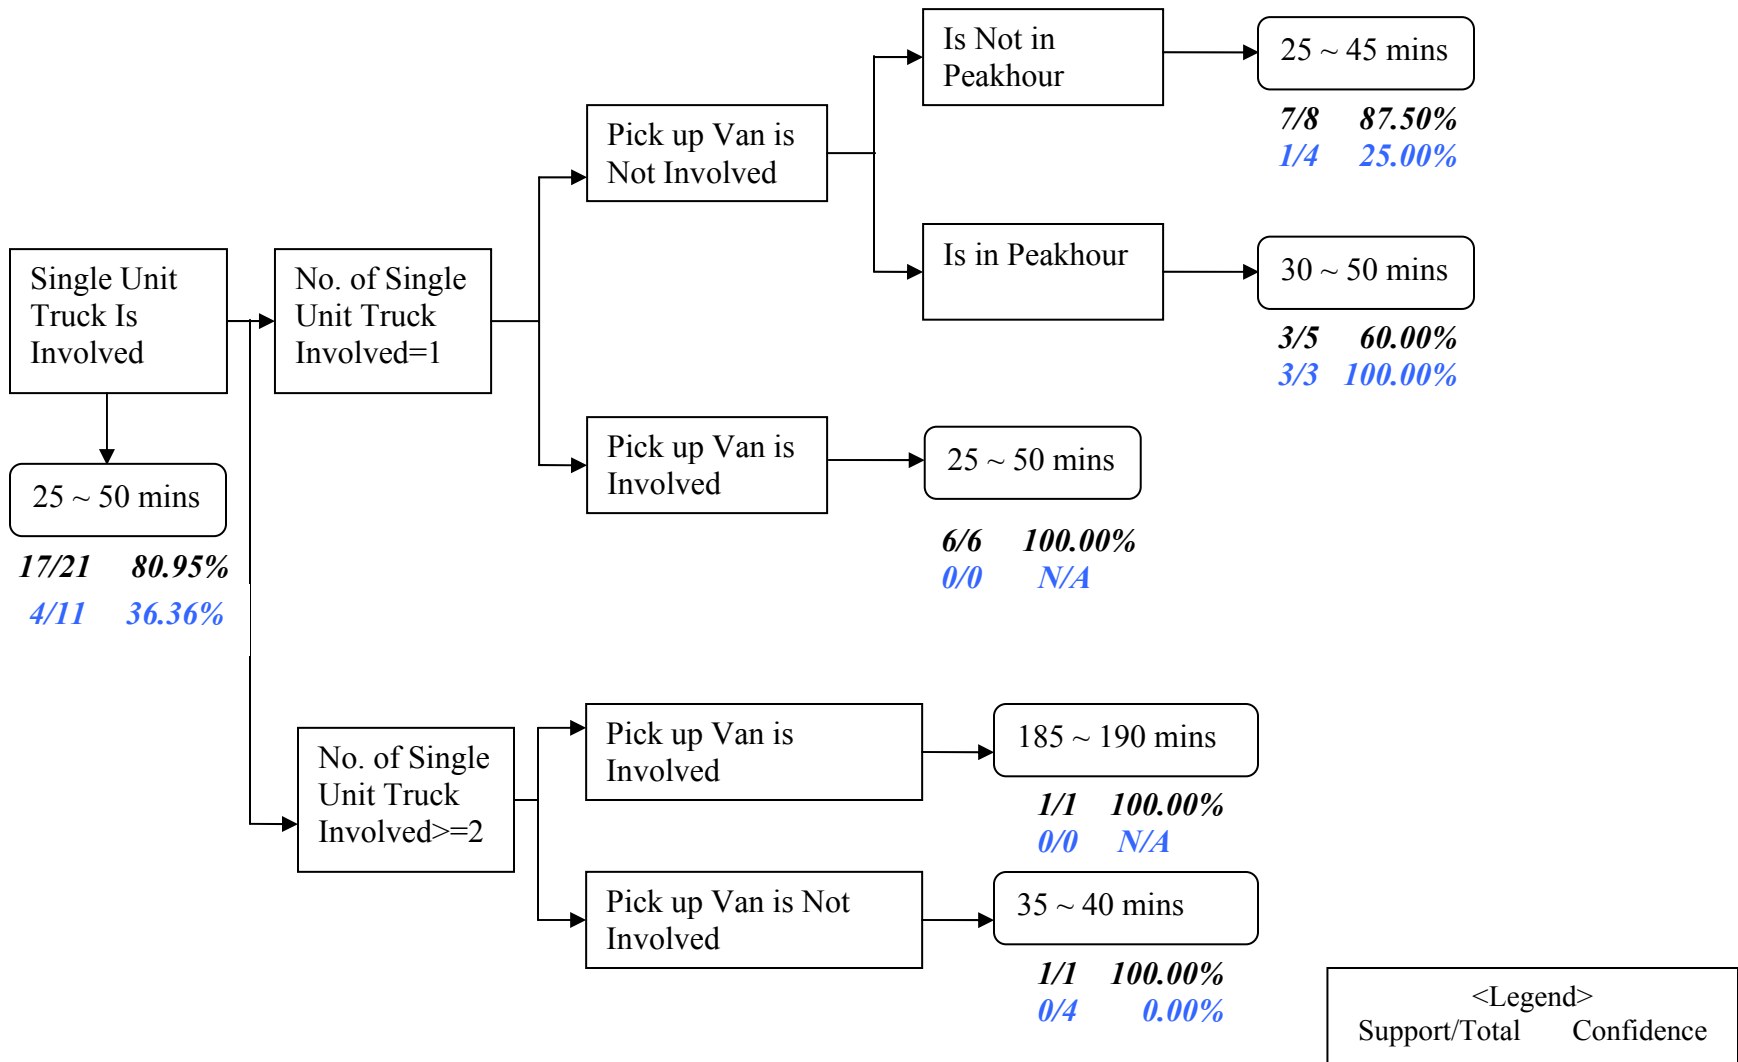 Is Not in
Peakhour
25 ~ 45 mins
7/8 87.50%
1/4 25.00%
Pick up Van is
Not Involved
Is in Peakhour
30 ~ 50 mins
3/5 60.00%
3/3 100.00%
Single Unit
Truck Is
Involved
No. of Single
Unit Truck
Involved=1
25 ~ 50 mins
17/21 80.95%
4/11 36.36%
Pick up Van is
Involved
25 ~ 50 mins
6/6 100.00%
0/0 N/A
No. of Single
Unit Truck
Involved>=2
Pick up Van is
Involved
185 ~ 190 mins
1/1 100.00%
0/0 N/A
Pick up Van is Not
Involved
35 ~ 40 mins
1/1 100.00%
0/4 0.00%
<Legend>
Support/Total Confidence